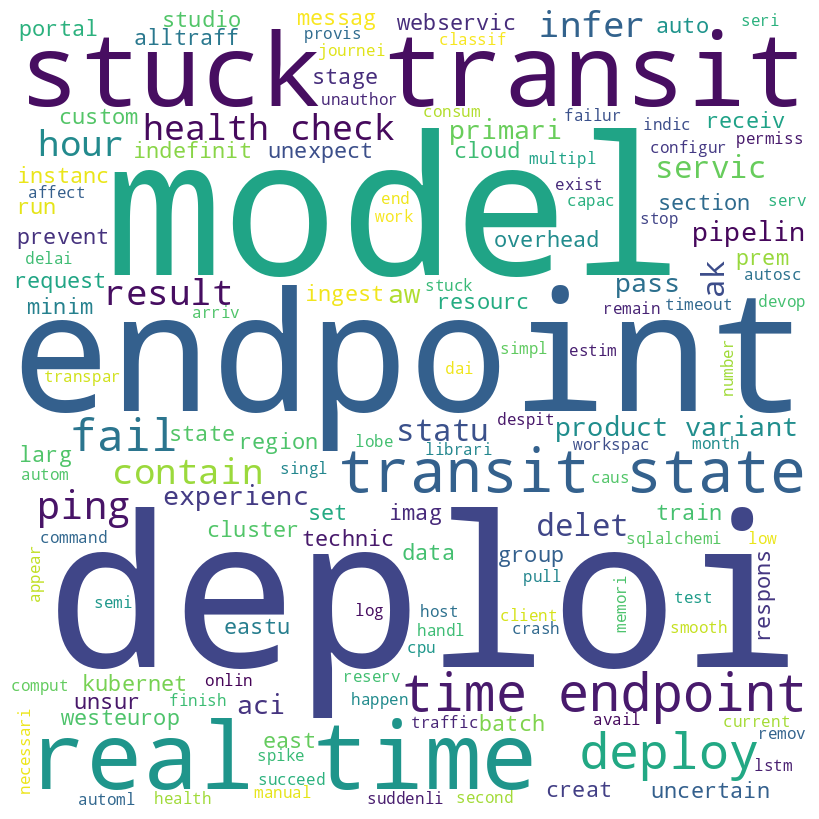 portal
studio
messag
webservic
infer
auto
seri
alltraff
provis
journei
classif
stuck transit
stage
unauthor
custom
health check
consum
primari
failur
indic
receiv
permiss
hour
indefinit
unexpect
cloud
multipl
configur
servic
instanc
affect
run
model
end
work
exist
capac
section
serv
stop
prevent
overhead
pipelin
delai
request
result
ingest
aw
stuck
resourc
pass
ak
prem
autosc
minim
arriv
remain
timeout
devop
endpoint
transpar
dai
simpl
estim
number
fail
state
region
statu
despit
product variant
larg
lobe
librari
workspac
month
autom
contain
singl
transit state
caus
ping
experienc
set
imag
delet
train
command
cluster
technic
data
group
sqlalchemi
low
appear
pull
deploi
semi
eastu
log
host
handl
cpu
client
crash
memori
test
smooth
respons
comput
kubernet
onlin
reserv
time endpoint
unsur
finish
aci
happen
westeurop
traffic
batch
avail
current
remov
necessari
real time
east
spike
succeed
deploy
lstm
automl
health
manual
suddenli
second
creat
uncertain